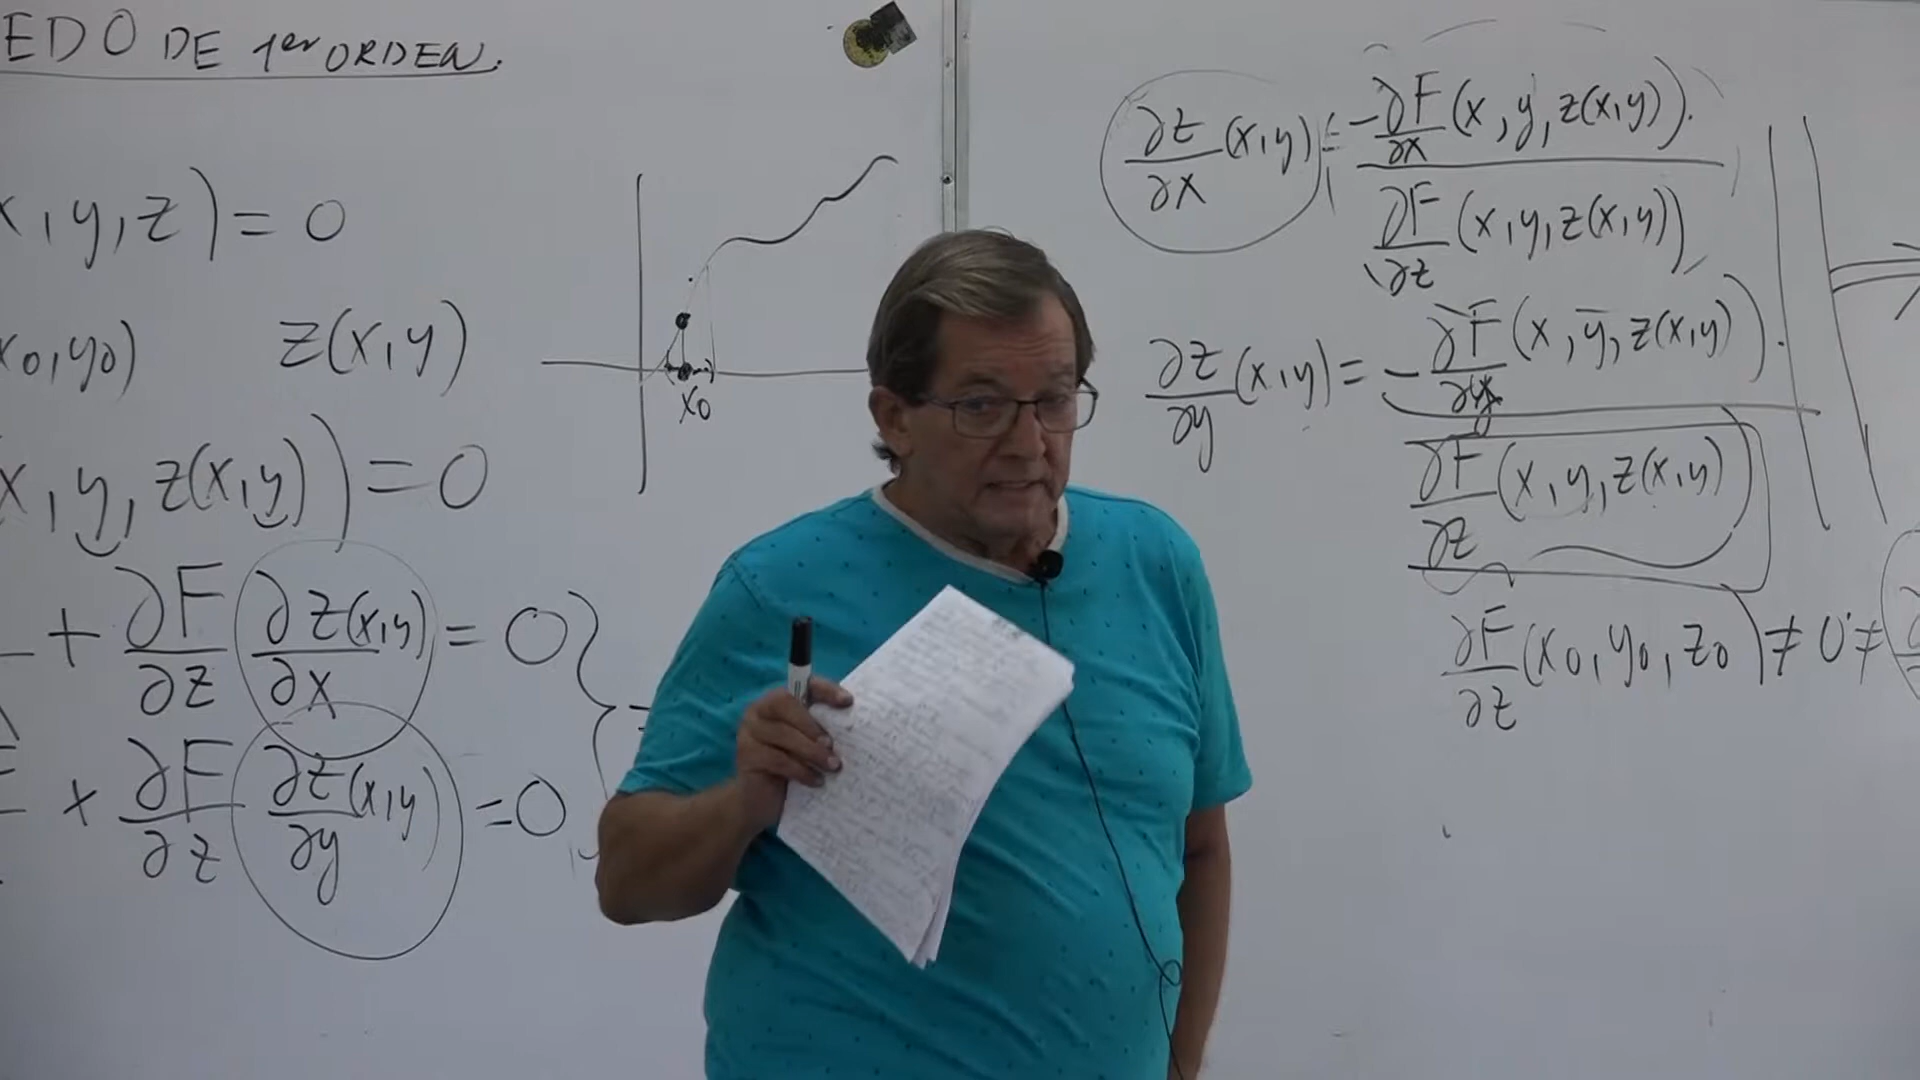 EDO DE 1er ORDEN.
x, y, z) = 0
x0, y0) z(x, y)
x, y, z(x, y)) = 0
+ ∂F/∂z ∂z(x, y)/∂x = 0
x ∂F/∂z ∂z(x, y)/∂y = 0
x0
∂z/∂x (x, y) = -∂F/∂x (x, y, z(x, y)).
∂F/∂z (x, y, z(x, y))
∂z/∂y (x, y) = -∂F/∂y (x, y, z(x, y)).
∂F/∂z (x, y, z(x, y)
∂F/∂z (x0, y0, z0) ≠ 0 ≠